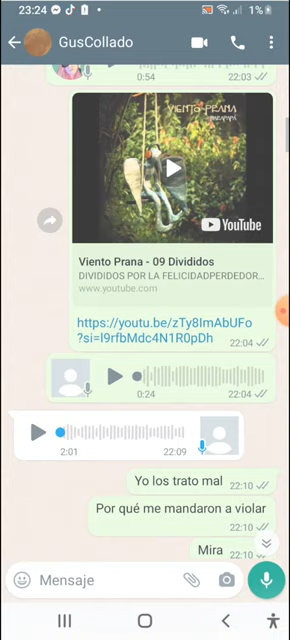 23:24 1%
GusCollado
0:54 22:03
VIENTO PRANA
YouTube
Viento Prana - 09 Divididos
DIVIDIDOS POR LA FELICIDADPERDEDOR...
www.youtube.com
https://youtu.be/zTy8ImAbUFo
?si=I9rfbMdc4N1R0pDh 22:04
0:24 22:04
2:01 22:09
Yo los trato mal 22:10
Por qué me mandaron a violar
22:10
Mira 22:10
Mensaje